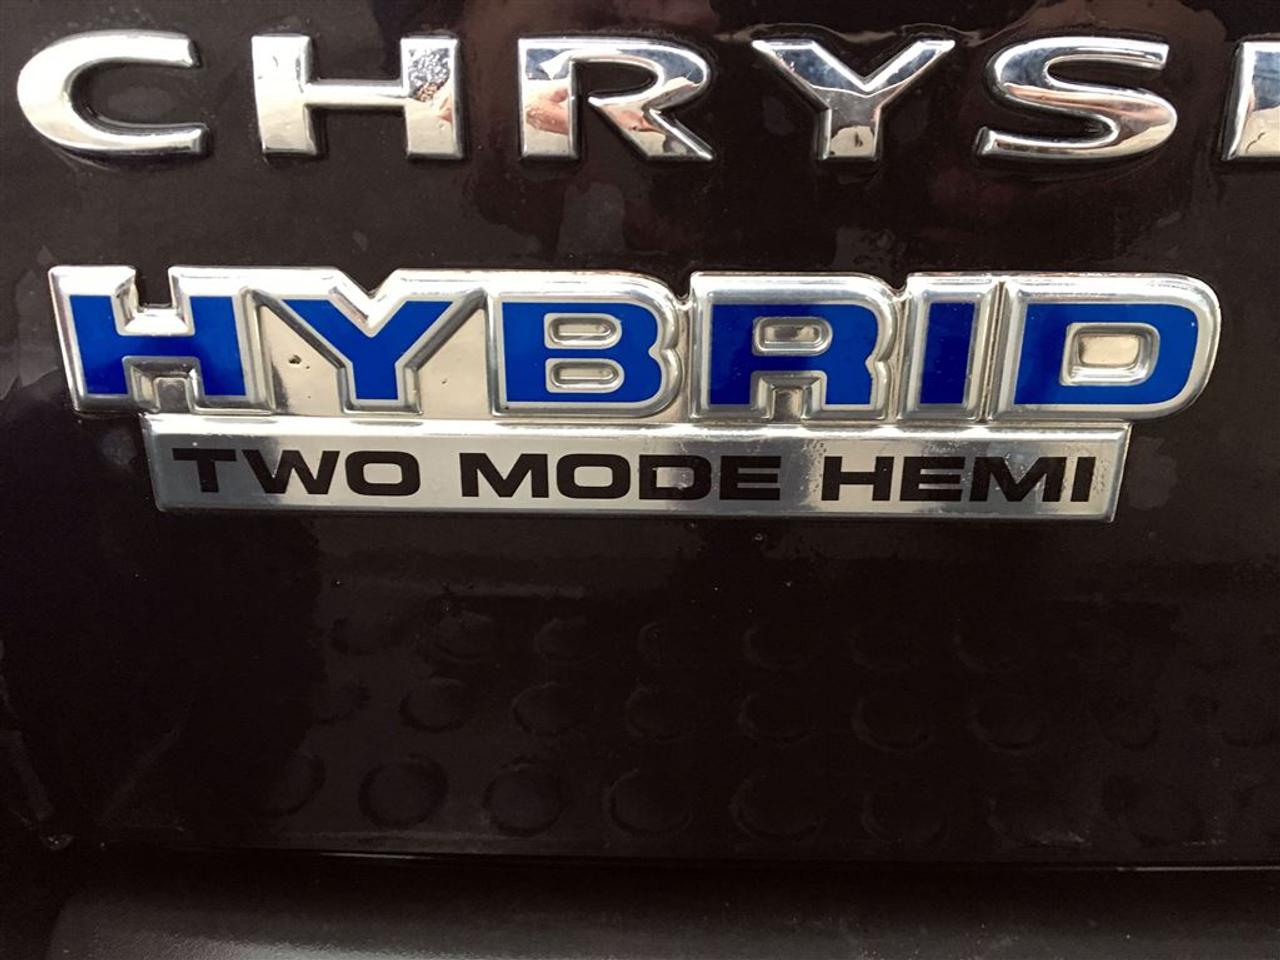 CHRYS
HYBRID
TWO MODE HEMI